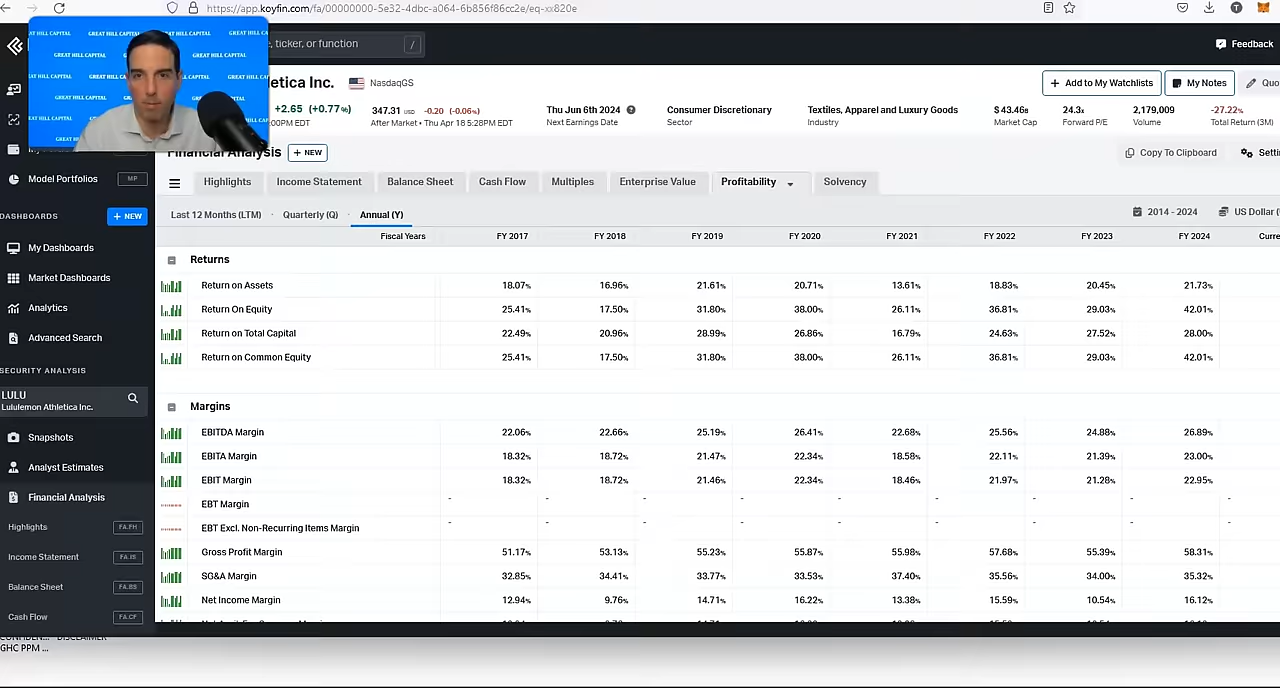 https://app.koyfin.com/fa/00000000-5e32-4dbc-a064-6b856f86cc2e/eq-xx820e
GREAT HILL CAPITAL
, ticker, or function /
Feedback
letica Inc. NasdaqGS
+ Add to My Watchlists
My Notes
+2.65 (+0.77%) 347.31 USD -0.20 (-0.06%) Thu Jun 6th 2024 Consumer Discretionary Textiles, Apparel and Luxury Goods $ 43.46B 24.3x 2,179,009 -27.22%
:00PM EDT After Market • Thu Apr 18 5:28PM EDT Next Earnings Date Sector Industry Market Cap Forward P/E Volume Total Return (3M)
Financial Analysis + NEW Copy To Clipboard
Model Portfolios MP
Highlights Income Statement Balance Sheet Cash Flow Multiples Enterprise Value Profitability Solvency
DASHBOARDS + NEW
Last 12 Months (LTM) · Quarterly (Q) · Annual (Y) 2014 - 2024 US Dollar
Fiscal Years FY 2017 FY 2018 FY 2019 FY 2020 FY 2021 FY 2022 FY 2023 FY 2024
My Dashboards
Market Dashboards
Analytics
Advanced Search
SECURITY ANALYSIS
LULU
Lululemon Athletica Inc.
Snapshots
Analyst Estimates
Financial Analysis
Highlights FA.FH
Income Statement FA.IS
Balance Sheet FA.BS
Cash Flow FA.CF
Returns
Return on Assets 18.07% 16.96% 21.61% 20.71% 13.61% 18.83% 20.45% 21.73%
Return On Equity 25.41% 17.50% 31.80% 38.00% 26.11% 36.81% 29.03% 42.01%
Return on Total Capital 22.49% 20.96% 28.99% 26.86% 16.79% 24.63% 27.52% 28.00%
Return on Common Equity 25.41% 17.50% 31.80% 38.00% 26.11% 36.81% 29.03% 42.01%
Margins
EBITDA Margin 22.06% 22.66% 25.19% 26.41% 22.68% 25.56% 24.88% 26.89%
EBITA Margin 18.32% 18.72% 21.47% 22.34% 18.58% 22.11% 21.39% 23.00%
EBIT Margin 18.32% 18.72% 21.46% 22.34% 18.46% 21.97% 21.28% 22.95%
EBT Margin - - - - - - - - -
EBT Excl. Non-Recurring Items Margin - - - - - - - - -
Gross Profit Margin 51.17% 53.13% 55.23% 55.87% 55.98% 57.68% 55.39% 58.31%
SG&A Margin 32.85% 34.41% 33.77% 33.53% 37.40% 35.56% 34.00% 35.32%
Net Income Margin 12.94% 9.76% 14.71% 16.22% 13.38% 15.59% 10.54% 16.12%
GHC PPM ...